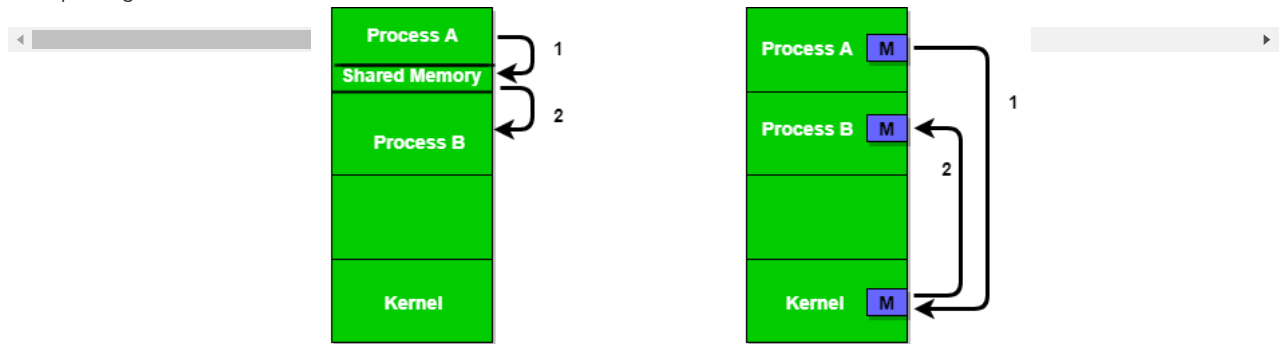 Process A
1
Shared Memory
2
Process B
Kernel
Process A M
1
Process B M
2
Kernel M